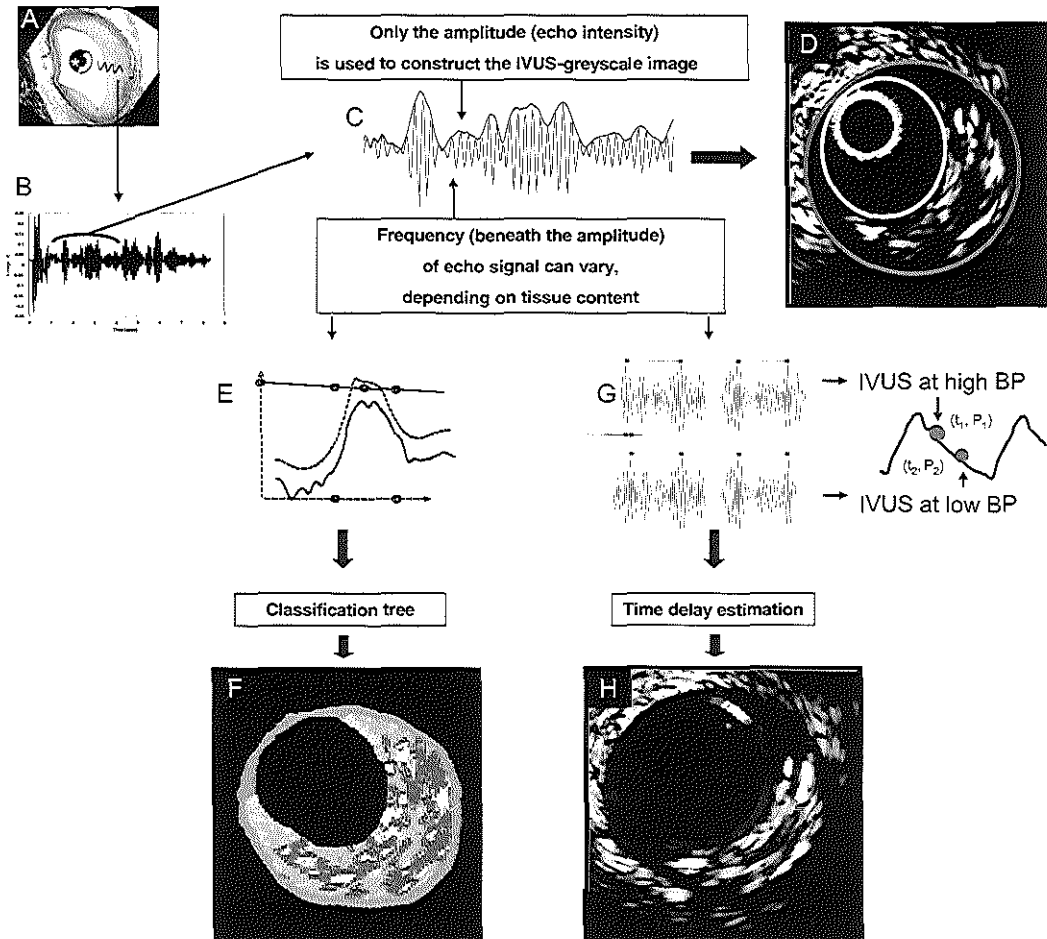 A
Only the amplitude (echo intensity)
is used to construct the IVUS-greyscale image
D
C
B
Frequency (beneath the amplitude)
of echo signal can vary,
depending on tissue content
E
G
IVUS at high BP
(t₁, P₁)
(t₂, P₂)
IVUS at low BP
Classification tree
Time delay estimation
F
H